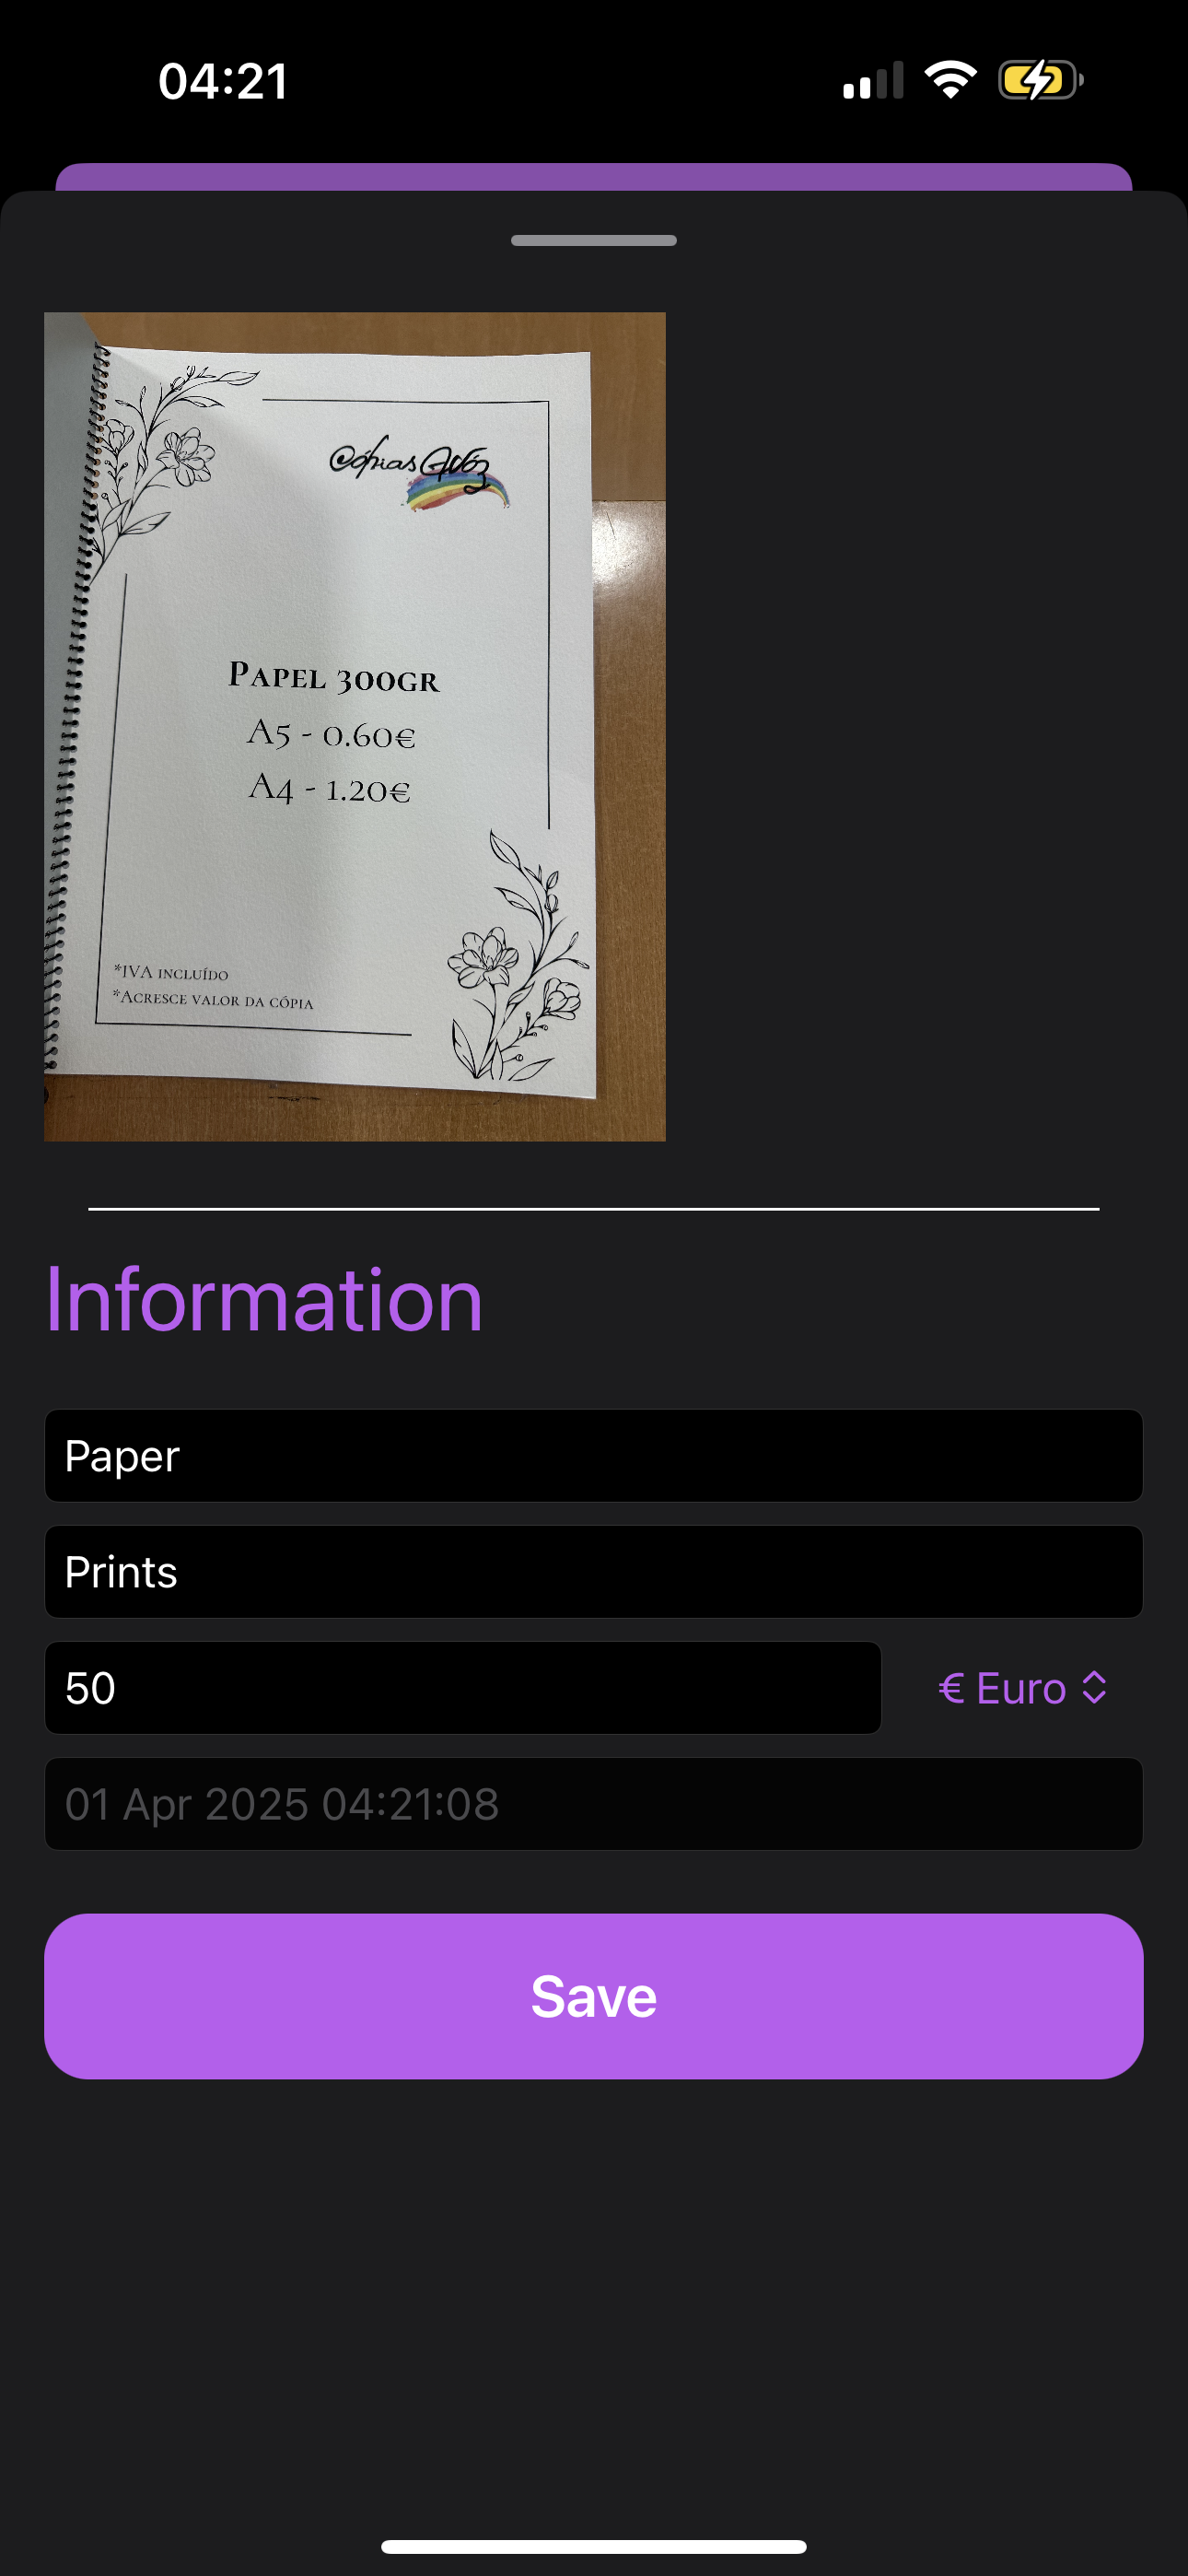 04:21
Cópias
PAPEL 300GR
A5 - 0.60€
A4 - 1.20€
*IVA INCLUÍDO
*ACRESCE VALOR DA CÓPIA
Information
Paper
Prints
50
€ Euro
01 Apr 2025 04:21:08
Save